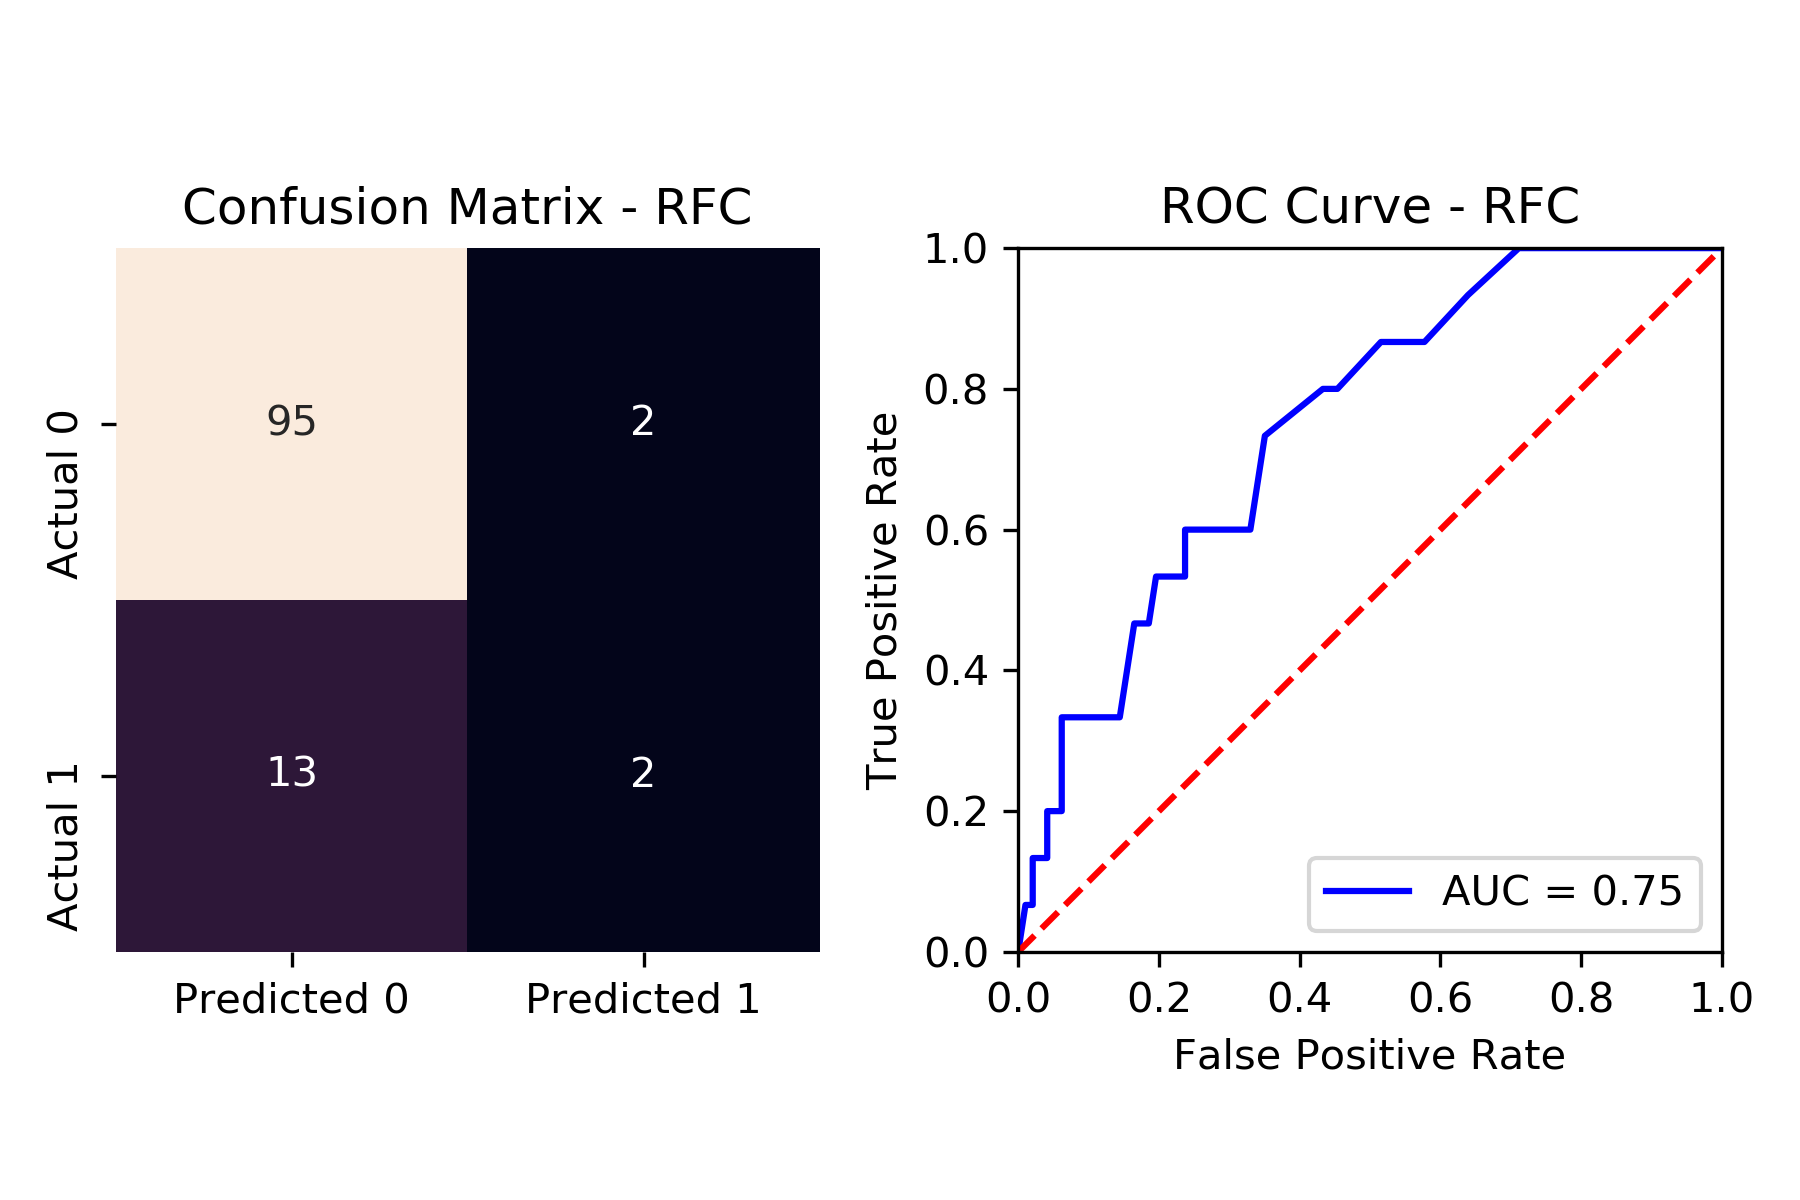 Confusion Matrix - RFC
Actual 0
95
2
Actual 1
13
2
Predicted 0
Predicted 1
ROC Curve - RFC
True Positive Rate
1.0
0.8
0.6
0.4
0.2
0.0
AUC = 0.75
0.0
0.2
0.4
0.6
0.8
1.0
False Positive Rate